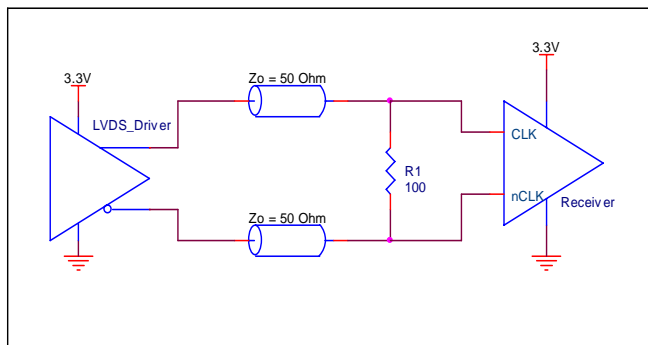 Zo = 50 Ohm
3.3V
3.3V
LVDS_Driver
CLK
R1
100
nCLK
Receiver
Zo = 50 Ohm